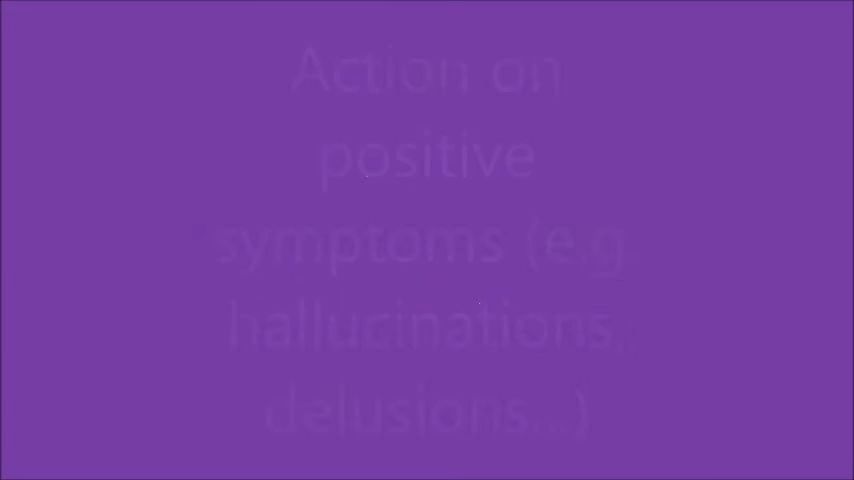 Action on
positive
symptoms (e.g.
hallucinations,
delusions...)